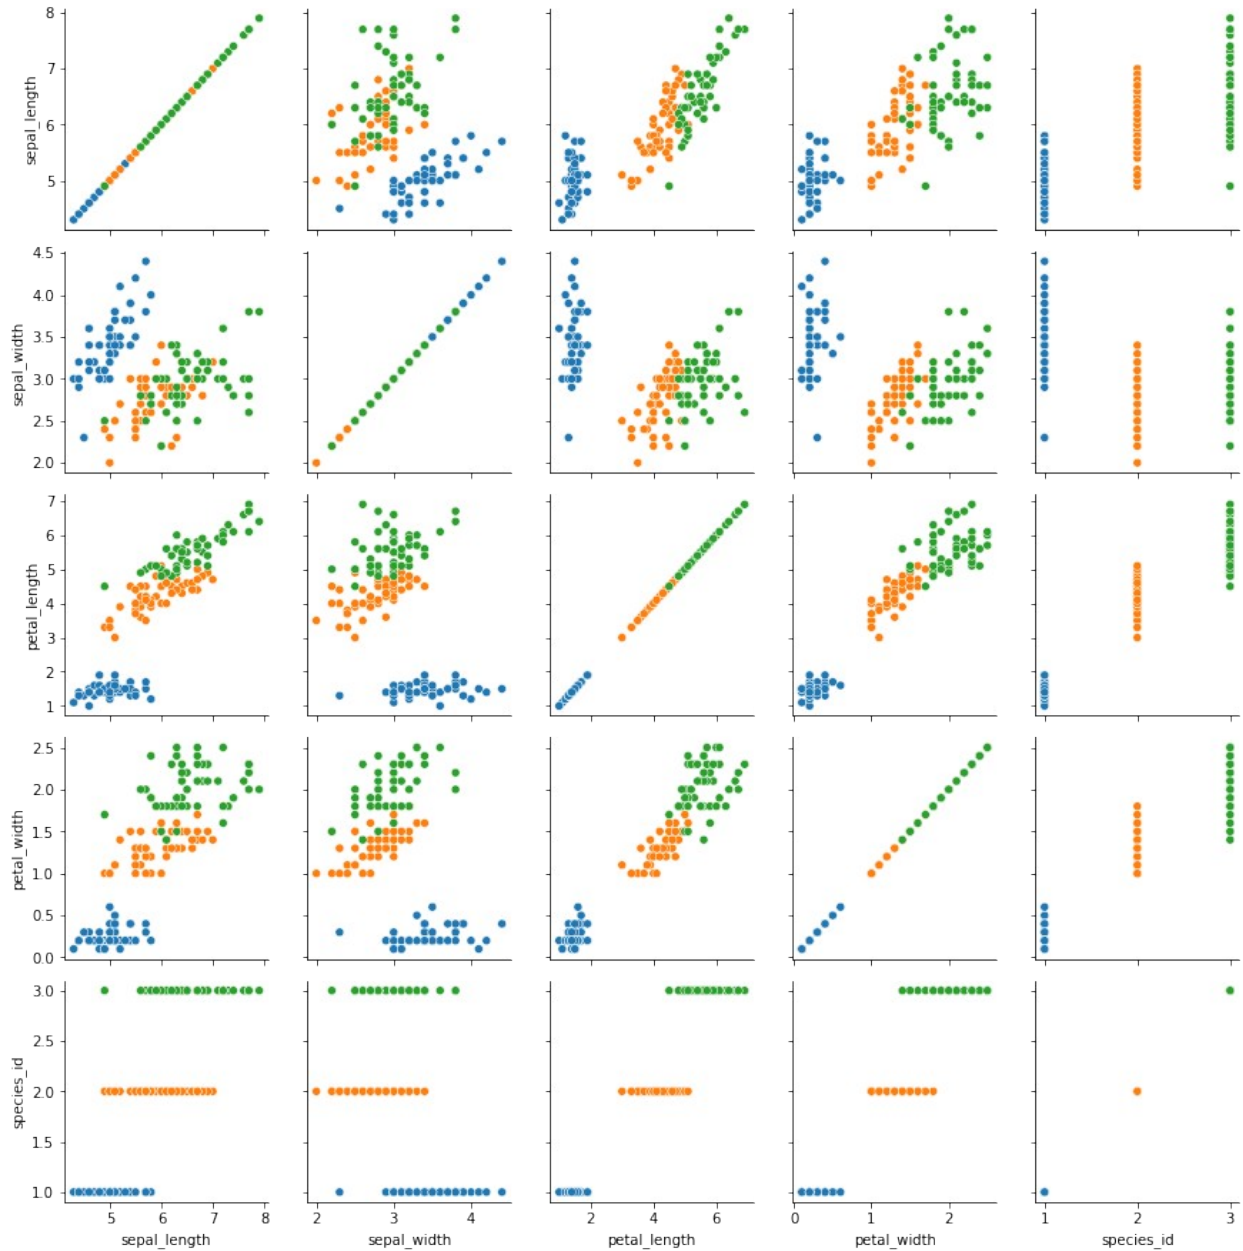 8
7
6
5
sepal_length
4.5
4.0
3.5
3.0
2.5
2.0
sepal_width
7
6
5
4
3
2
1
petal_length
2.5
2.0
1.5
1.0
0.5
0.0
petal_width
3.0
2.5
2.0
1.5
1.0
species_id
5 6 7 8
2 3 4
2 4 6
0 1 2
1 2 3
sepal_length sepal_width petal_length petal_width species_id